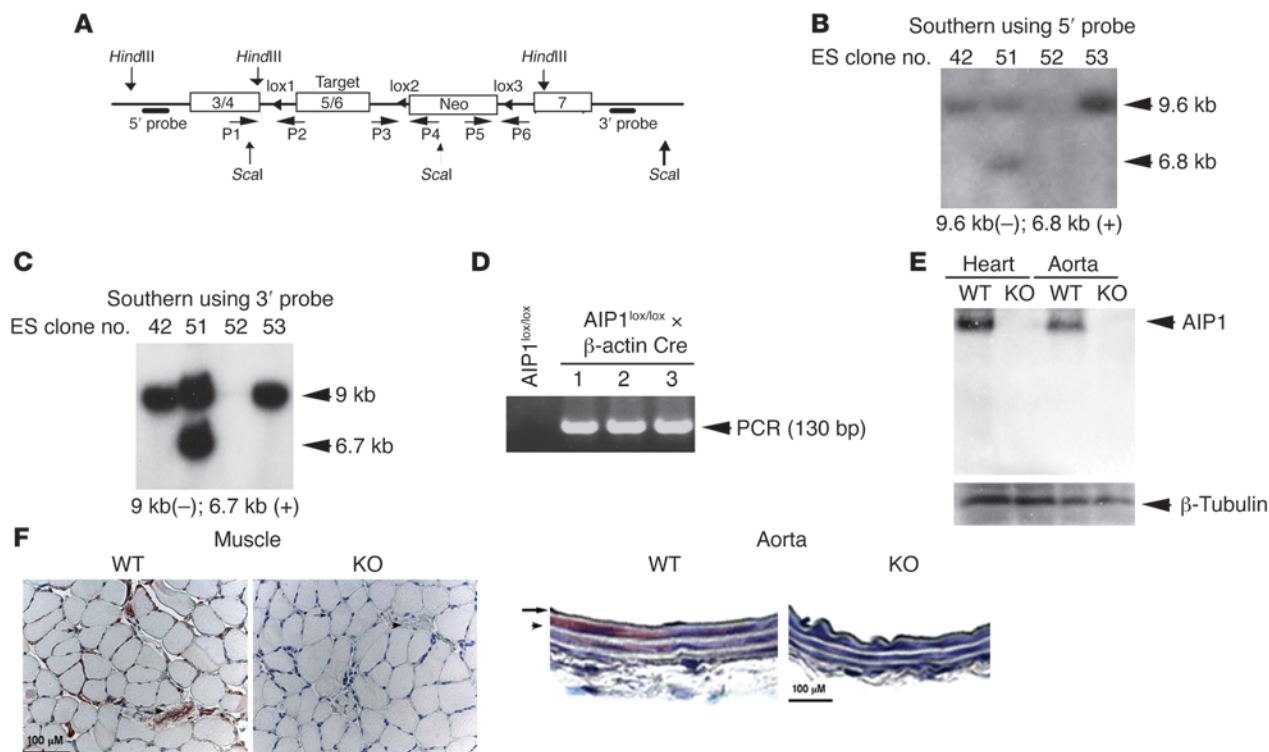 A
HindIII
HindIII
HindIII
lox1
Target
lox2
lox3
3/4
5/6
Neo
7
5′ probe
3′ probe
P1
P2
P3
P4
P5
P6
ScaI
ScaI
ScaI
B
Southern using 5′ probe
ES clone no. 42 51 52 53
9.6 kb
6.8 kb
9.6 kb(–); 6.8 kb (+)
C
Southern using 3′ probe
ES clone no. 42 51 52 53
9 kb
6.7 kb
9 kb(–); 6.7 kb (+)
D
AIP1lox/lox
AIP1lox/lox ×
β-actin Cre
1 2 3
PCR (130 bp)
E
Heart Aorta
WT KO WT KO
AIP1
β-Tubulin
F
Muscle
WT KO
100 µM
Aorta
WT KO
100 µM